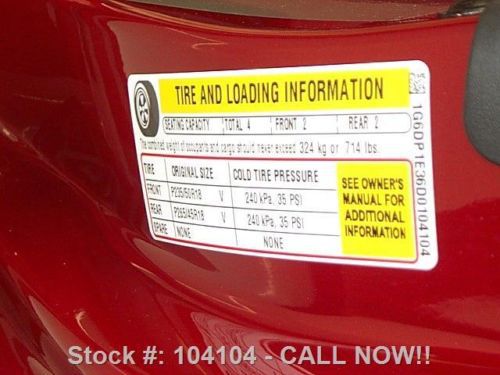 TIRE AND LOADING INFORMATION
SEATING CAPACITY TOTAL 4 FRONT 2 REAR 2
The combined weight of occupants and cargo should never exceed 324 kg or 714 lbs.
TIRE ORIGINAL SIZE COLD TIRE PRESSURE
FRONT P235/50R18 V 240 kPa, 35 PSI
REAR P265/45R18 V 240 kPa, 35 PSI
SPARE NONE NONE
SEE OWNER'S
MANUAL FOR
ADDITIONAL
INFORMATION
1G6DP1E36D0104104
Stock #: 104104 - CALL NOW!!